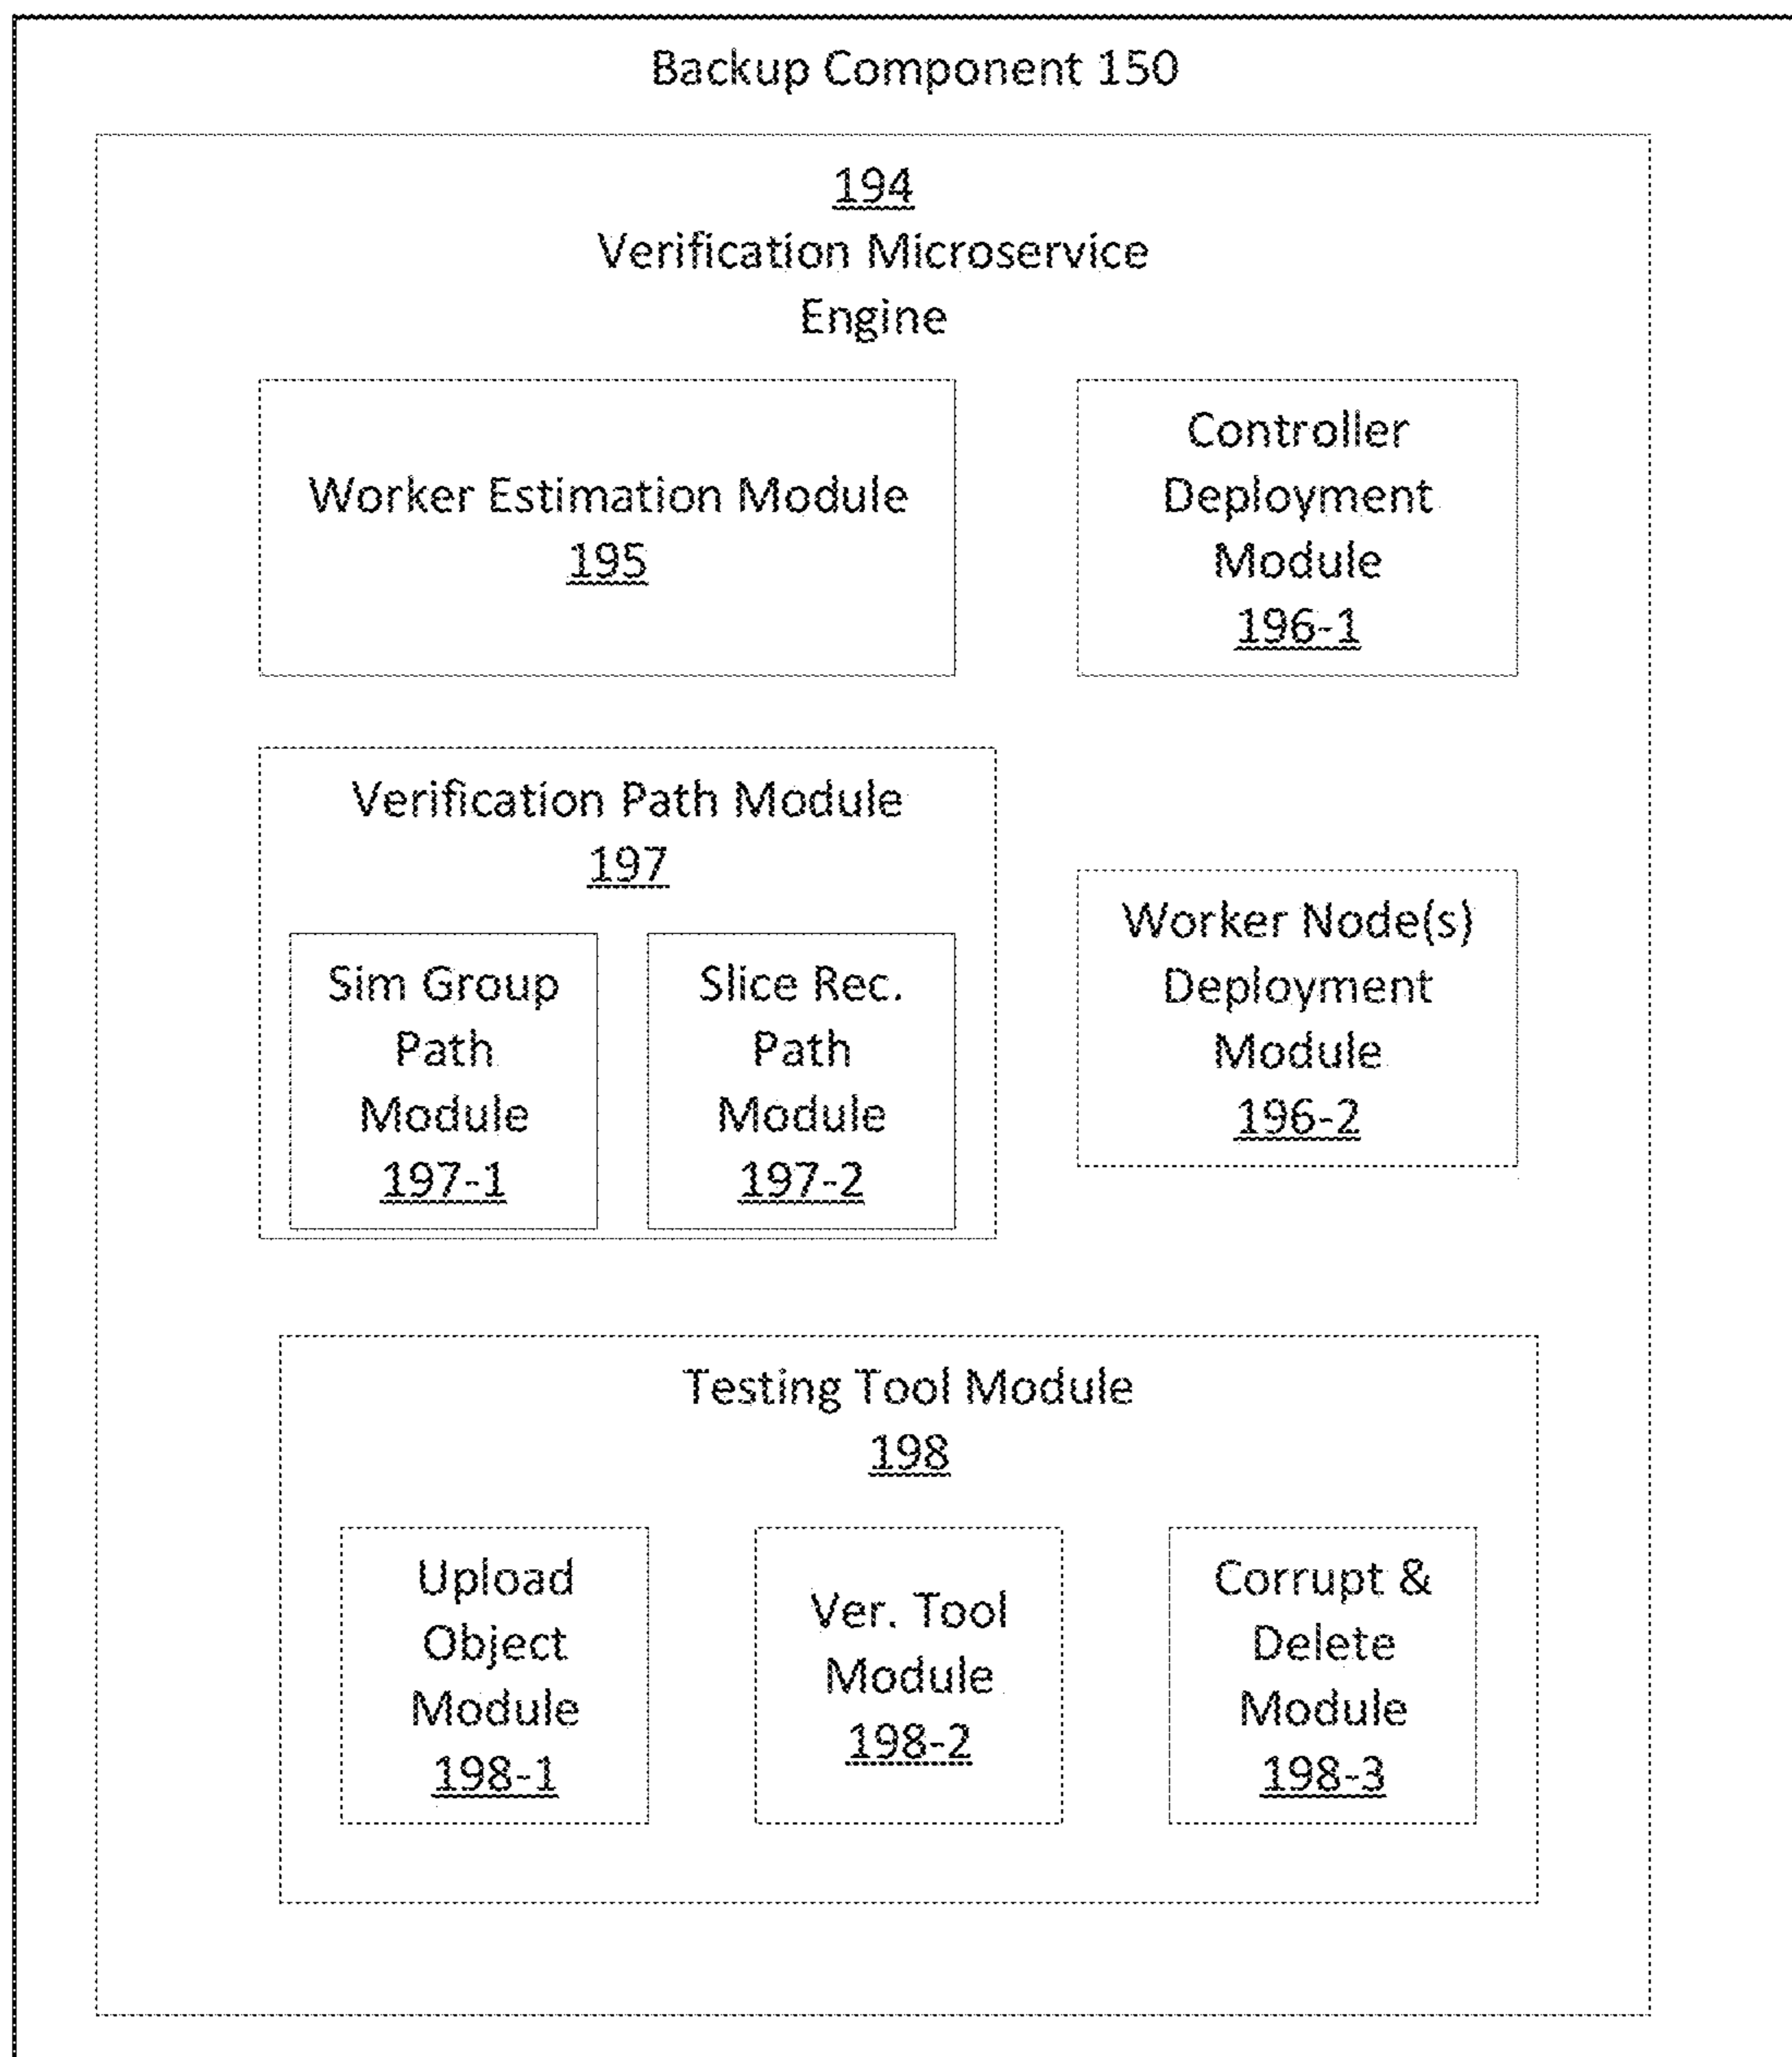 Backup Component 150
194
Verification Microservice
Engine
Worker Estimation Module
195
Controller
Deployment
Module
196-1
Verification Path Module
197
Sim Group
Path
Module
197-1
Slice Rec.
Path
Module
197-2
Worker Node(s)
Deployment
Module
196-2
Testing Tool Module
198
Upload
Object
Module
198-1
Ver. Tool
Module
198-2
Corrupt &
Delete
Module
198-3